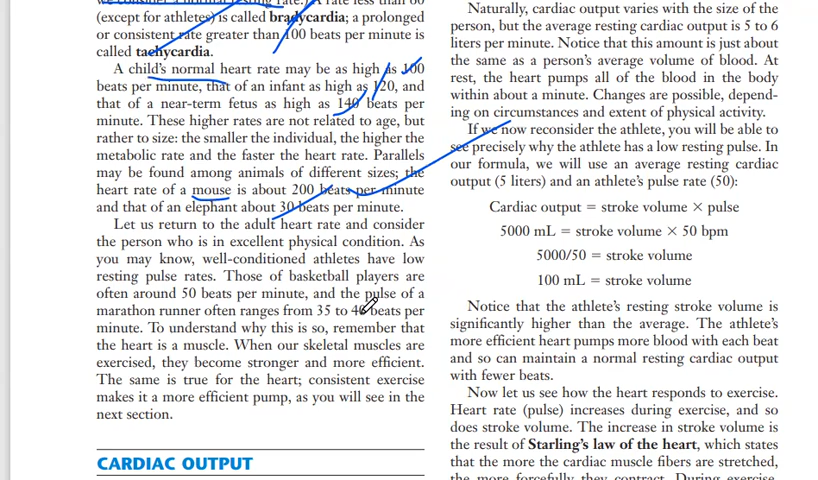 we consider a normal resting rate.) A rate less than 60
(except for athletes) is called bradycardia; a prolonged
or consistent rate greater than 100 beats per minute is
called tachycardia.
A child's normal heart rate may be as high as 100
beats per minute, that of an infant as high as 120, and
that of a near-term fetus as high as 140 beats per
minute. These higher rates are not related to age, but
rather to size: the smaller the individual, the higher the
metabolic rate and the faster the heart rate. Parallels
may be found among animals of different sizes; the
heart rate of a mouse is about 200 beats per minute
and that of an elephant about 30 beats per minute.
Let us return to the adult heart rate and consider
the person who is in excellent physical condition. As
you may know, well-conditioned athletes have low
resting pulse rates. Those of basketball players are
often around 50 beats per minute, and the pulse of a
marathon runner often ranges from 35 to 40 beats per
minute. To understand why this is so, remember that
the heart is a muscle. When our skeletal muscles are
exercised, they become stronger and more efficient.
The same is true for the heart; consistent exercise
makes it a more efficient pump, as you will see in the
next section.
CARDIAC OUTPUT
Naturally, cardiac output varies with the size of the
person, but the average resting cardiac output is 5 to 6
liters per minute. Notice that this amount is just about
the same as a person's average volume of blood. At
rest, the heart pumps all of the blood in the body
within about a minute. Changes are possible, depend-
ing on circumstances and extent of physical activity.
If we now reconsider the athlete, you will be able to
see precisely why the athlete has a low resting pulse. In
our formula, we will use an average resting cardiac
output (5 liters) and an athlete's pulse rate (50):
Cardiac output = stroke volume × pulse
5000 mL = stroke volume × 50 bpm
5000/50 = stroke volume
100 mL = stroke volume
Notice that the athlete's resting stroke volume is
significantly higher than the average. The athlete's
more efficient heart pumps more blood with each beat
and so can maintain a normal resting cardiac output
with fewer beats.
Now let us see how the heart responds to exercise.
Heart rate (pulse) increases during exercise, and so
does stroke volume. The increase in stroke volume is
the result of Starling's law of the heart, which states
that the more the cardiac muscle fibers are stretched,
the more forcefully they contract. During exercise,